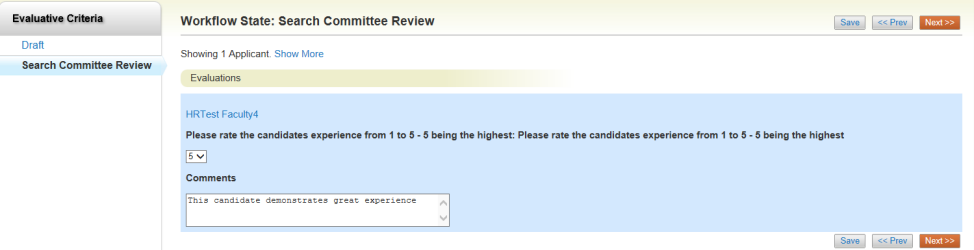 Evaluative Criteria
Draft
Search Committee Review
Workflow State: Search Committee Review
Save << Prev Next >>
Showing 1 Applicant. Show More
Evaluations
HRTest Faculty4
Please rate the candidates experience from 1 to 5 - 5 being the highest: Please rate the candidates experience from 1 to 5 - 5 being the highest
5
Comments
This candidate demonstrates great experience
Save << Prev Next >>